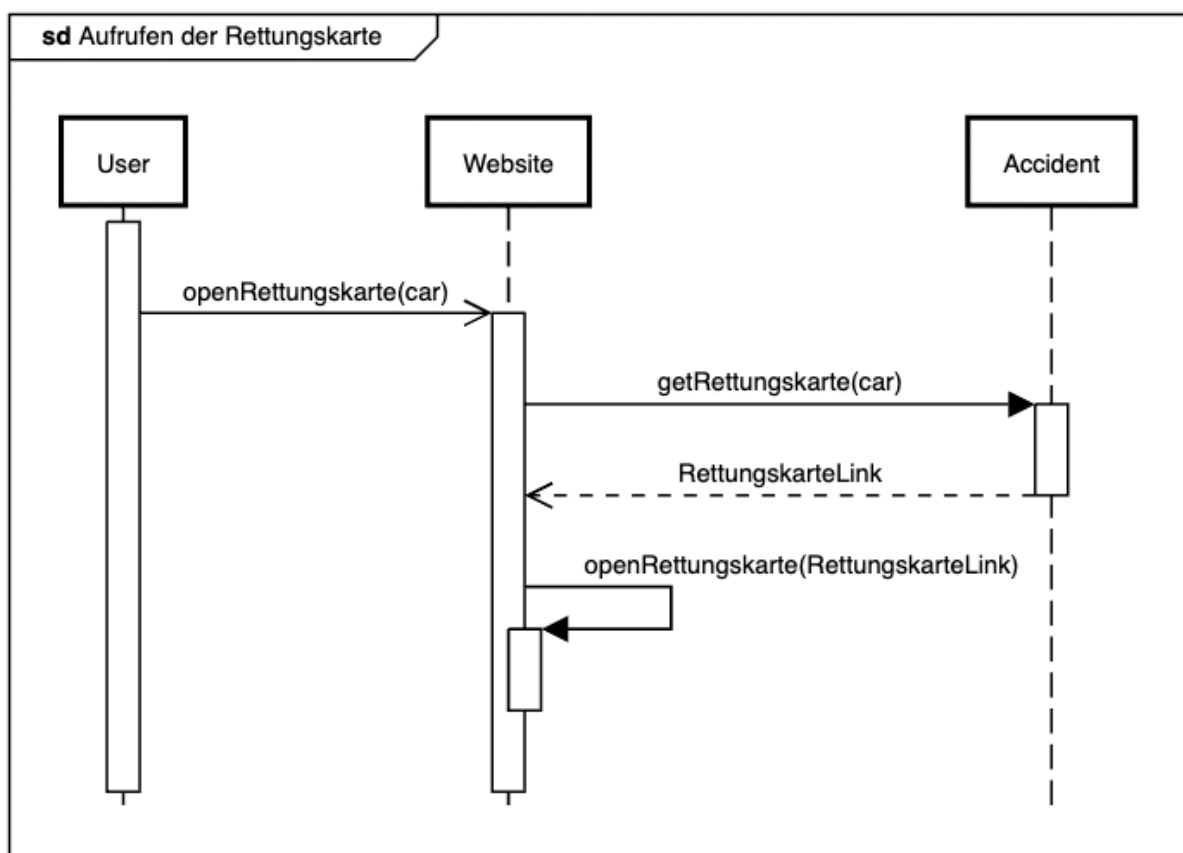 sd Aufrufen der Rettungskarte
User
Website
Accident
openRettungskarte(car)
getRettungskarte(car)
RettungskarteLink
openRettungskarte(RettungskarteLink)